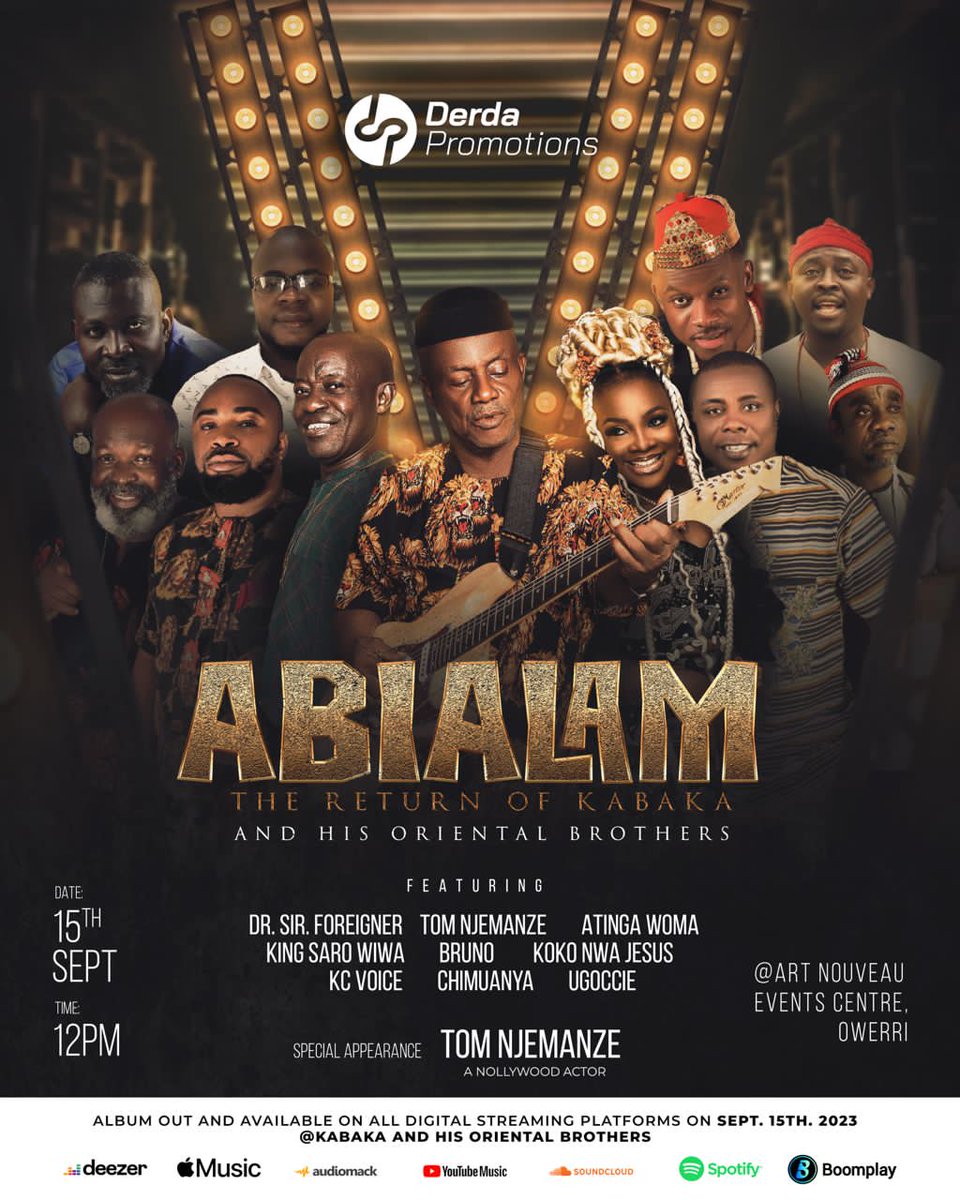 Derda
Promotions
ABIALAM
THE RETURN OF KABAKA
AND HIS ORIENTAL BROTHERS
FEATURING
DR. SIR. FOREIGNER TOM NJEMANZE ATINGA WOMA
KING SARO WIWA BRUNO KOKO NWA JESUS
KC VOICE CHIMUANYA UGOCCIE
SPECIAL APPEARANCE TOM NJEMANZE
A NOLLYWOOD ACTOR
DATE:
15TH
SEPT
TIME:
12PM
@ART NOUVEAU
EVENTS CENTRE,
OWERRI
ALBUM OUT AND AVAILABLE ON ALL DIGITAL STREAMING PLATFORMS ON SEPT. 15TH. 2023
@KABAKA AND HIS ORIENTAL BROTHERS
deezer Music audiomack YouTube Music SOUNDCLOUD Spotify Boomplay